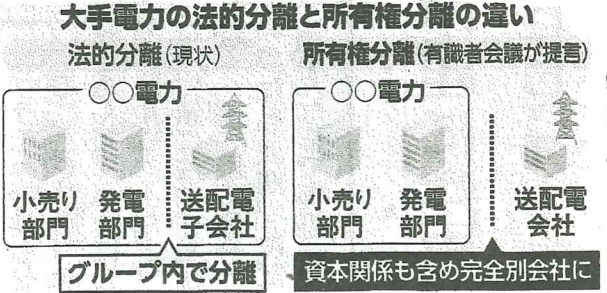 大手電力の法的分離と所有権分離の違い
法的分離(現状)
○○電力
小売り部門
発電部門
送配電子会社
グループ内で分離
所有権分離(有識者会議が提言)
○○電力
小売り部門
発電部門
送配電会社
資本関係も含め完全別会社に